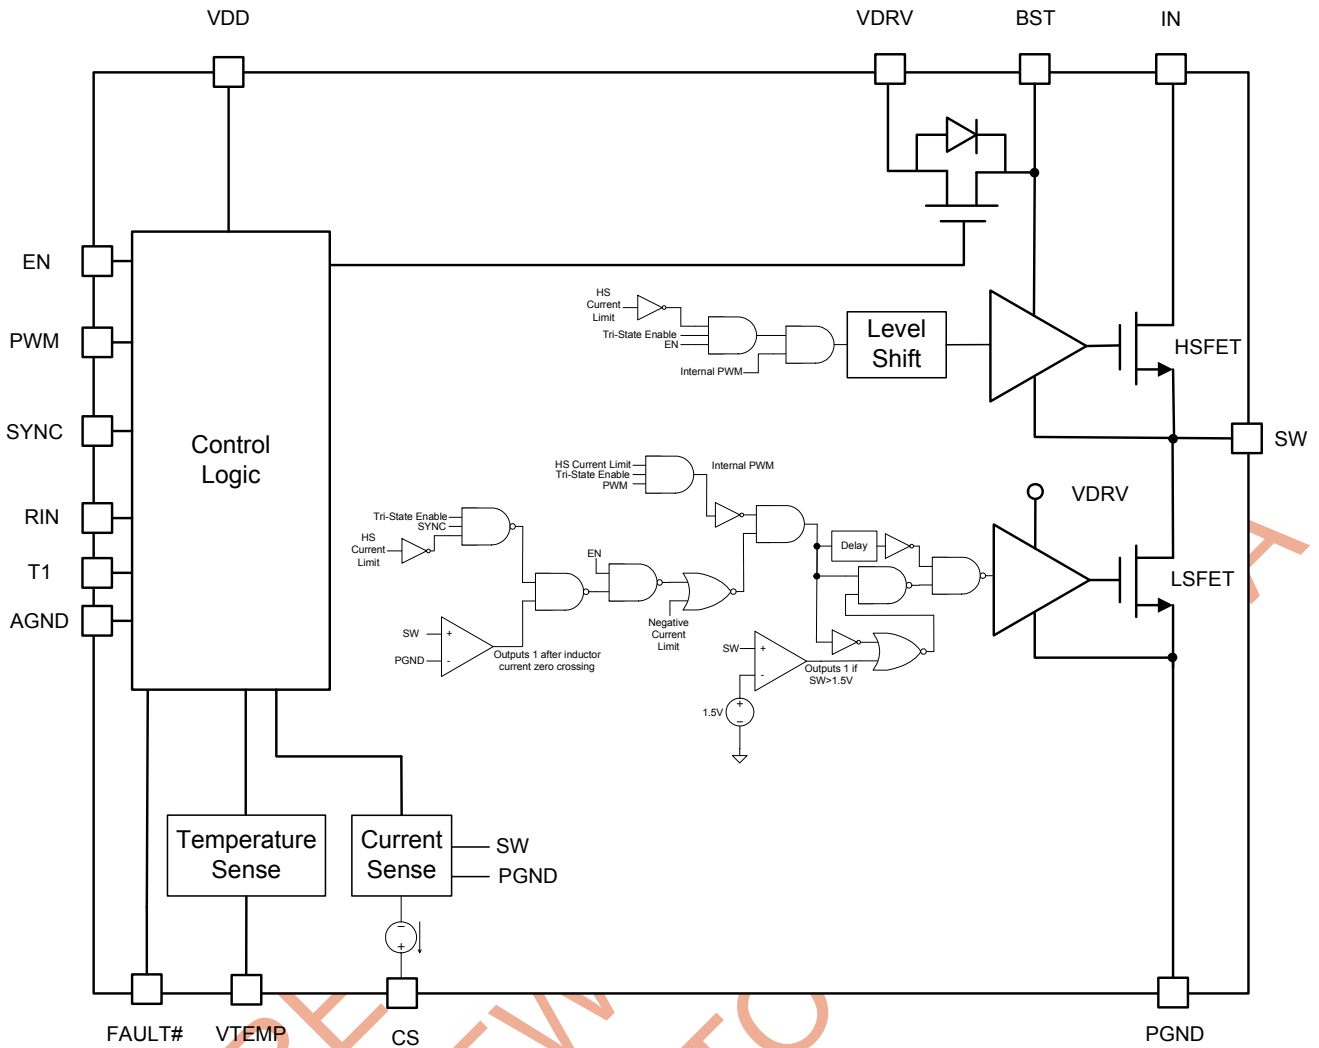 VDD
VDRV
BST
IN
EN
PWM
SYNC
RIN
T1
AGND
Control
Logic
HS
Current
Limit
Tri-State Enable
EN
Internal PWM
Level
Shift
HSFET
SW
HS Current Limit
Tri-State Enable
PWM
Internal PWM
Tri-State Enable
SYNC
HS
Current
Limit
EN
SW
+
PGND
-
Outputs 1 after inductor
current zero crossing
Negative
Current
Limit
Delay
SW
+
-
Outputs 1 if
SW>1.5V
1.5V
+
−
VDRV
LSFET
Temperature
Sense
Current
Sense
SW
PGND
−
+
FAULT#
VTEMP
CS
PGND